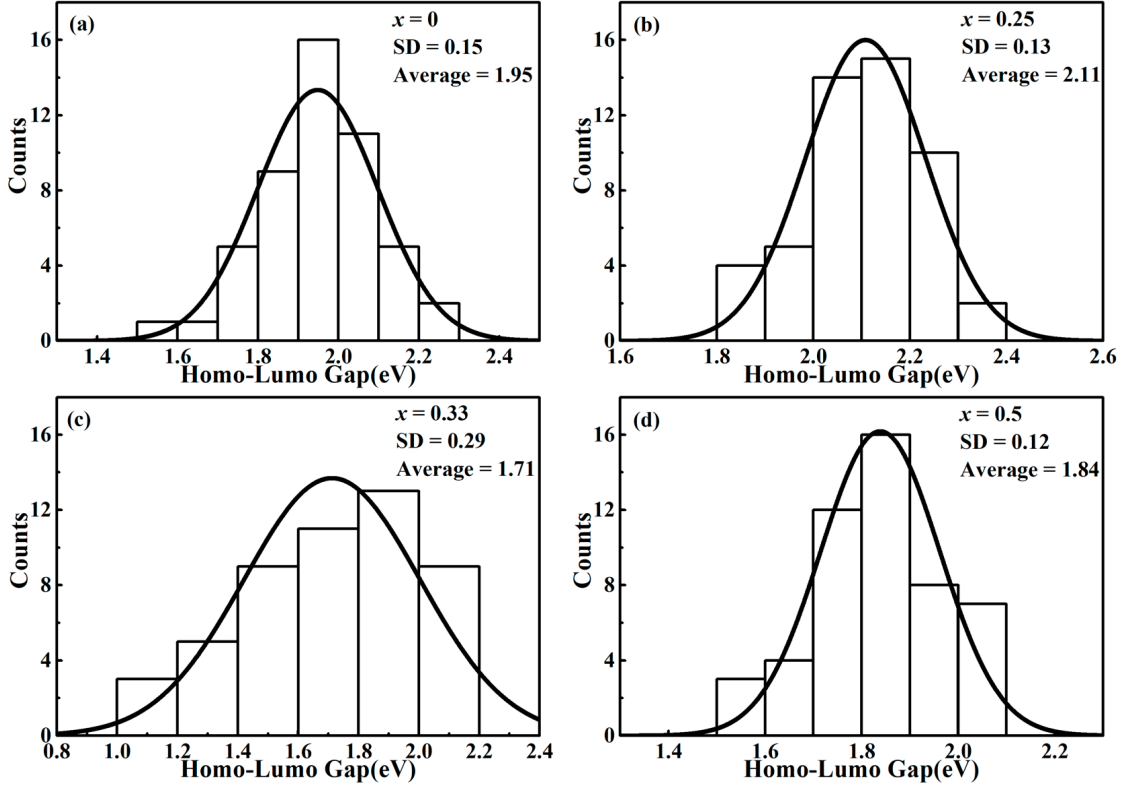 (a)
x = 0
SD = 0.15
Average = 1.95
16
12
8
4
0
Counts
1.4 1.6 1.8 2.0 2.2 2.4
Homo-Lumo Gap(eV)
(b)
x = 0.25
SD = 0.13
Average = 2.11
16
12
8
4
0
Counts
1.6 1.8 2.0 2.2 2.4 2.6
Homo-Lumo Gap(eV)
(c)
x = 0.33
SD = 0.29
Average = 1.71
16
12
8
4
0
Counts
0.8 1.0 1.2 1.4 1.6 1.8 2.0 2.2 2.4
Homo-Lumo Gap(eV)
(d)
x = 0.5
SD = 0.12
Average = 1.84
16
12
8
4
0
Counts
1.4 1.6 1.8 2.0 2.2
Homo-Lumo Gap(eV)